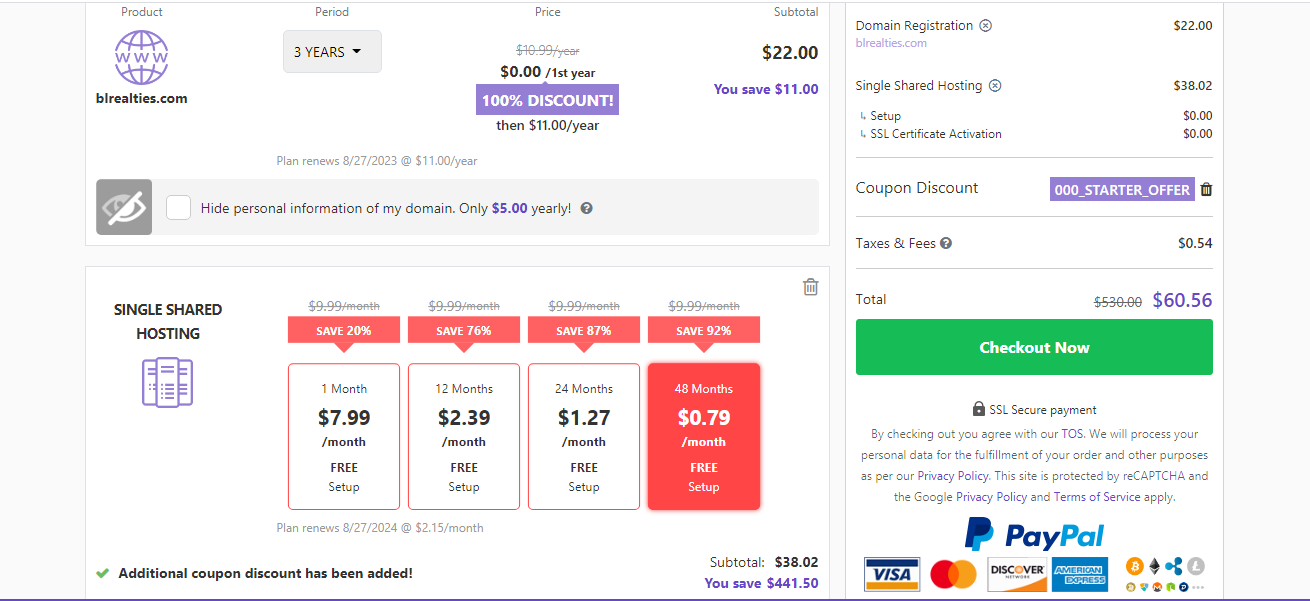 Product
Period
Price
Subtotal
WWW
blrealties.com
3 YEARS
$10.99/year
$0.00 /1st year
100% DISCOUNT!
then $11.00/year
$22.00
You save $11.00
Plan renews 8/27/2023 @ $11.00/year
Hide personal information of my domain. Only $5.00 yearly! ?
SINGLE SHARED
HOSTING
$9.99/month
SAVE 20%
1 Month
$7.99
/month
FREE
Setup
$9.99/month
SAVE 76%
12 Months
$2.39
/month
FREE
Setup
$9.99/month
SAVE 87%
24 Months
$1.27
/month
FREE
Setup
$9.99/month
SAVE 92%
48 Months
$0.79
/month
FREE
Setup
Plan renews 8/27/2024 @ $2.15/month
Additional coupon discount has been added!
Subtotal: $38.02
You save $441.50
Domain Registration $22.00
blrealties.com
Single Shared Hosting $38.02
Setup $0.00
SSL Certificate Activation $0.00
Coupon Discount 000_STARTER_OFFER
Taxes & Fees ? $0.54
Total $530.00 $60.56
Checkout Now
SSL Secure payment
By checking out you agree with our TOS. We will process your
personal data for the fulfillment of your order and other purposes
as per our Privacy Policy. This site is protected by reCAPTCHA and
the Google Privacy Policy and Terms of Service apply.
PayPal
VISA
DISCOVER
NETWORK
AMERICAN
EXPRESS